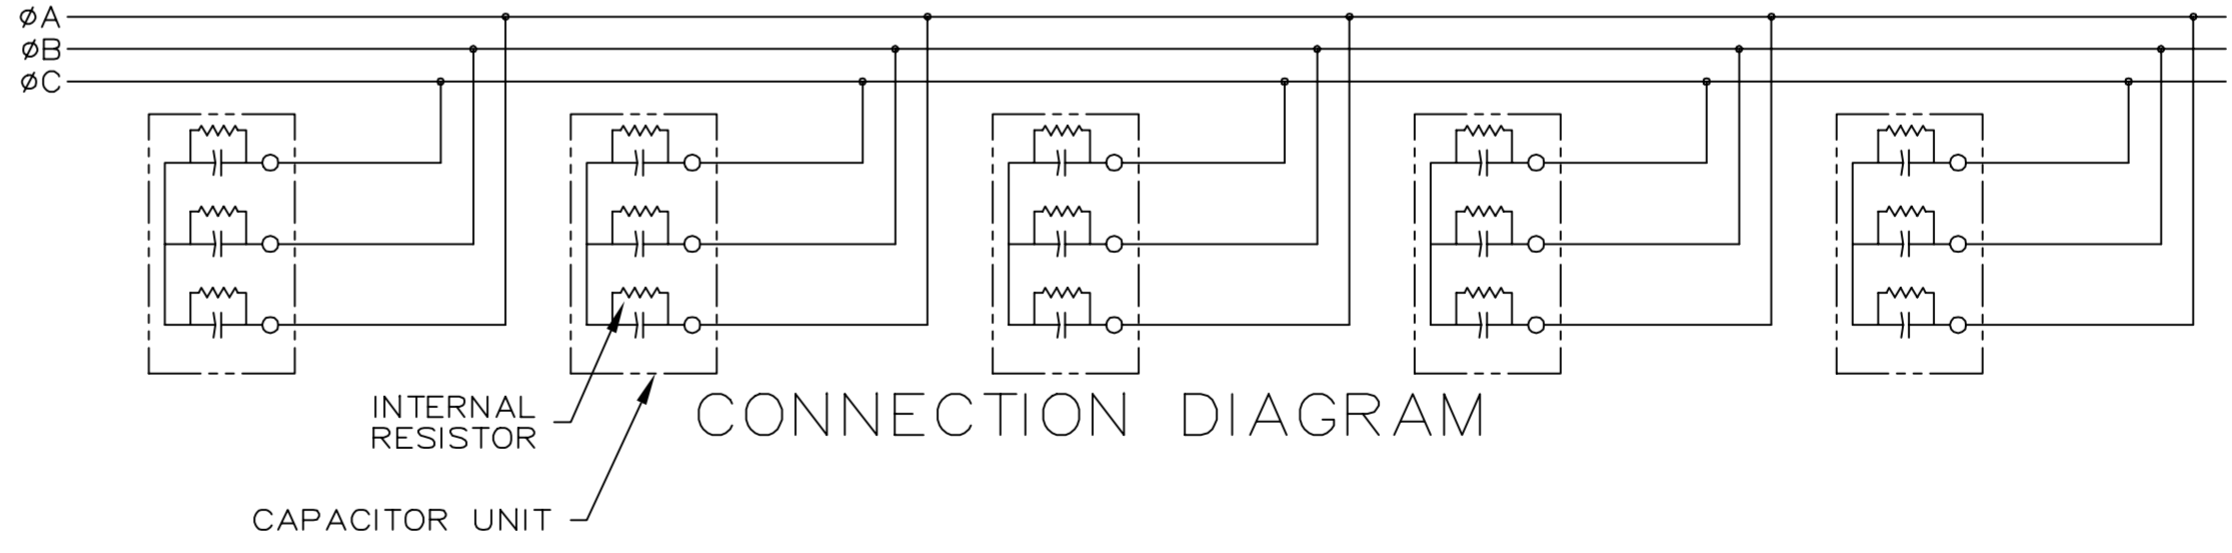 øA
øB
øC
INTERNAL
RESISTOR
CONNECTION DIAGRAM
CAPACITOR UNIT